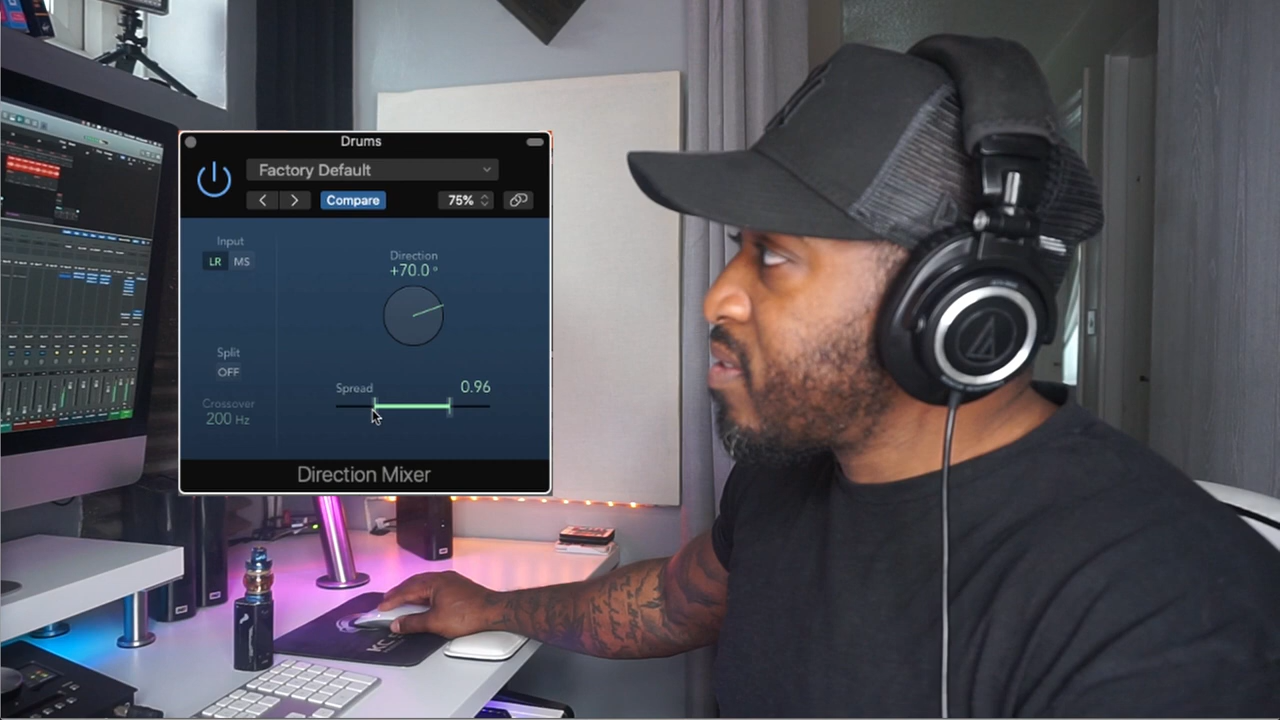 Drums
Factory Default
Compare
75%
Input
LR MS
Direction
+70.0 °
Split
OFF
Spread
0.96
Crossover
200 Hz
Direction Mixer